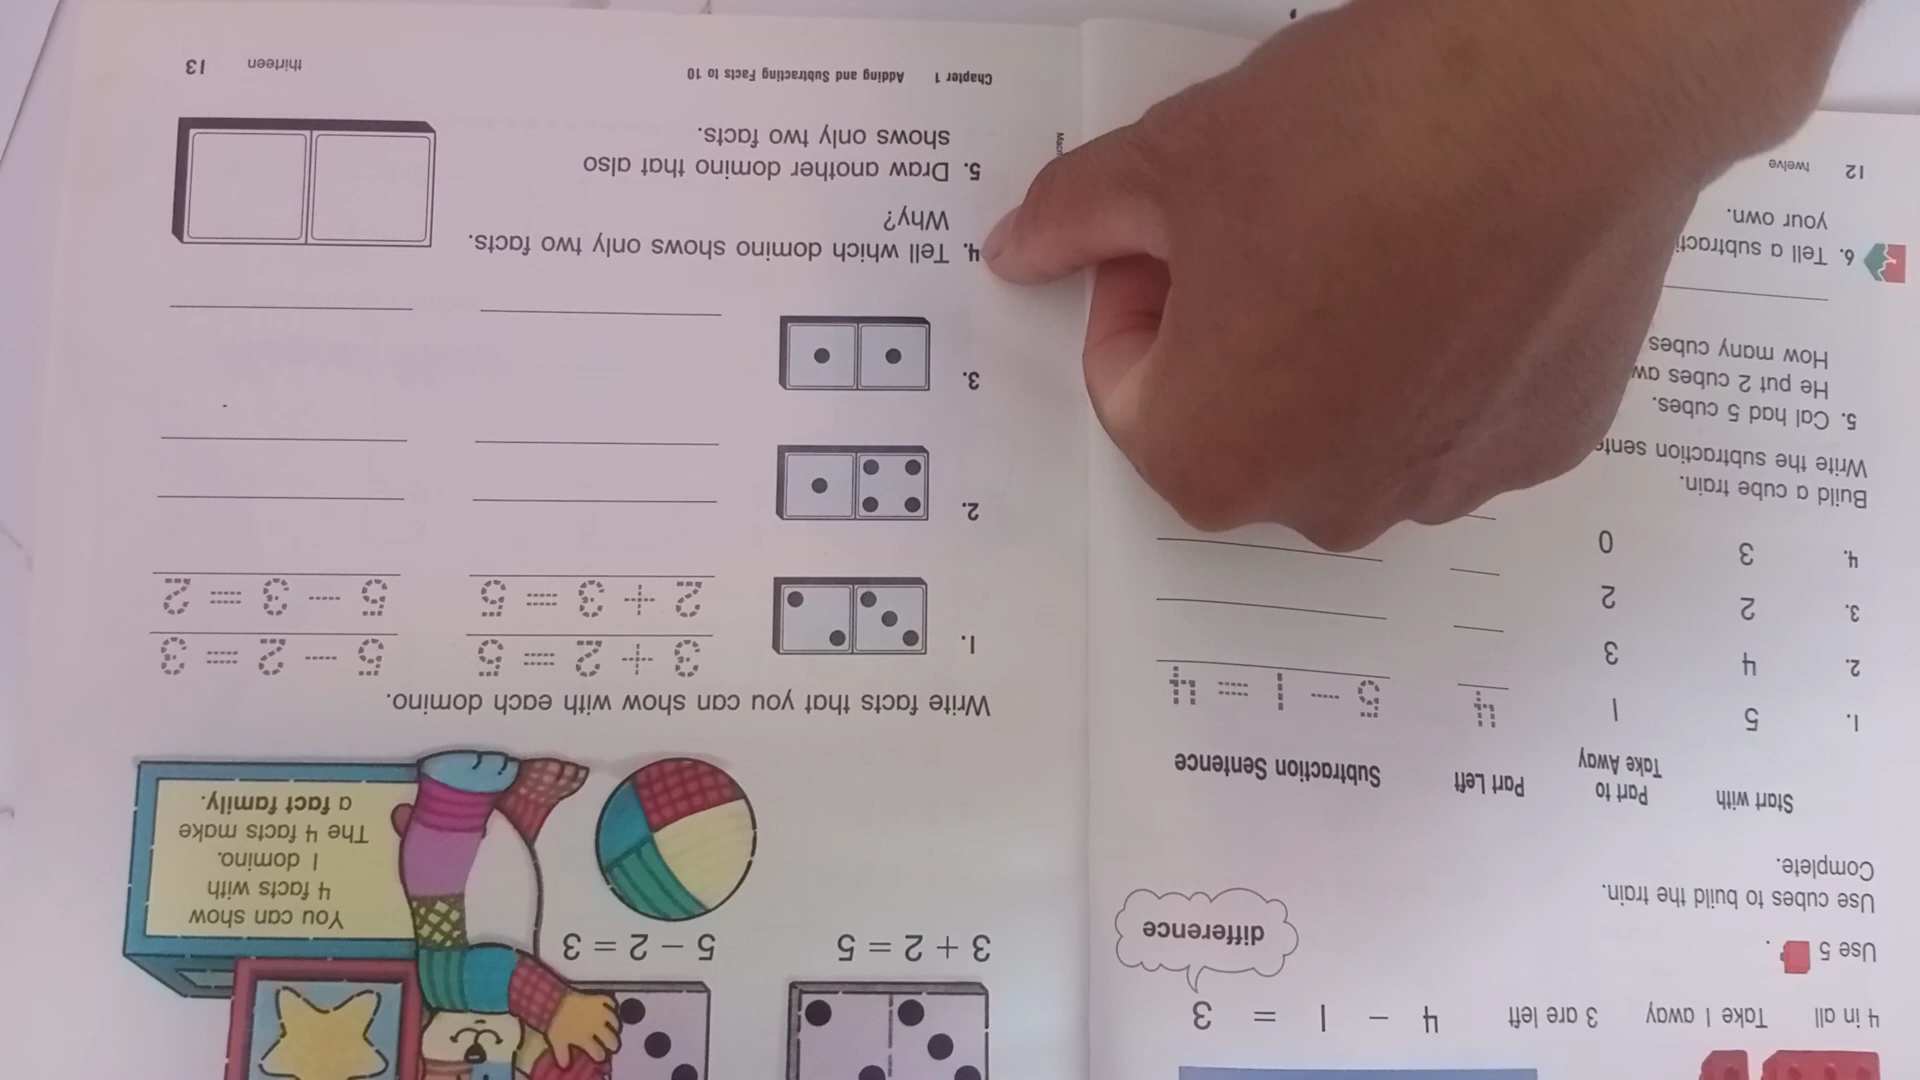 4 in all Take 1 away 3 are left 4 - 1 = 3
Use 5 .
difference
Use cubes to build the train.
Complete.
Start with Part to Take Away Part Left Subtraction Sentence
1. 5 1 4 5 - 1 = 4
2. 4 3
3. 2 2
4. 3 0
Build a cube train.
Write the subtraction
5. Cal had 5 cubes.
He put 2 cubes
How many cubes
6. Tell a
your own.
12 twelve
3 + 2 = 5 5 - 2 = 3
You can show
4 facts with
1 domino.
The 4 facts make
a fact family.
Write facts that you can show with each domino.
1. 3 + 2 = 5 5 - 2 = 3
2 + 3 = 5 5 - 3 = 2
2.
3.
4. Tell which domino shows only two facts.
Why?
5. Draw another domino that also
shows only two facts.
Chapter 1 Adding and Subtracting Facts to 10 thirteen 13